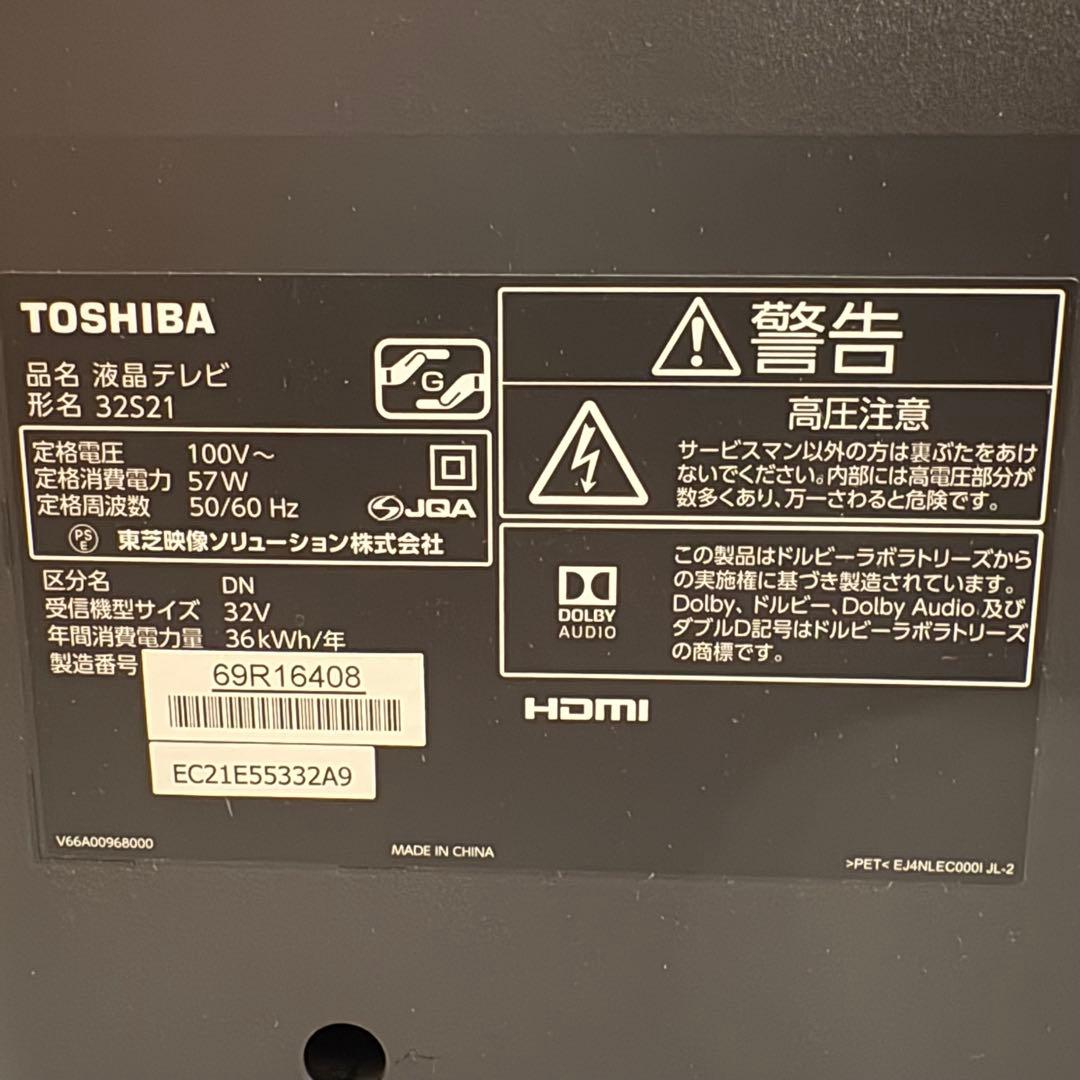 TOSHIBA
品名 液晶テレビ
形名 32S21
G
定格電圧 100V～
定格消費電力 57W
定格周波数 50/60 Hz
JQA
PS
E
東芝映像ソリューション株式会社
区分名 DN
受信機型サイズ 32V
年間消費電力量 36kWh/年
製造番号
69R16408
EC21E55332A9
V66A00968000
MADE IN CHINA
警告
高圧注意
サービスマン以外の方は裏ぶたをあけ
ないでください。内部には高電圧部分が
数多くあり、万一さわると危険です。
DOLBY
AUDIO
この製品はドルビーラボラトリーズから
の実施権に基づき製造されています。
Dolby、ドルビー、Dolby Audio 及び
ダブルD記号はドルビーラボラトリーズ
の商標です。
HDMI
>PET< EJ4NLEC000I JL-2